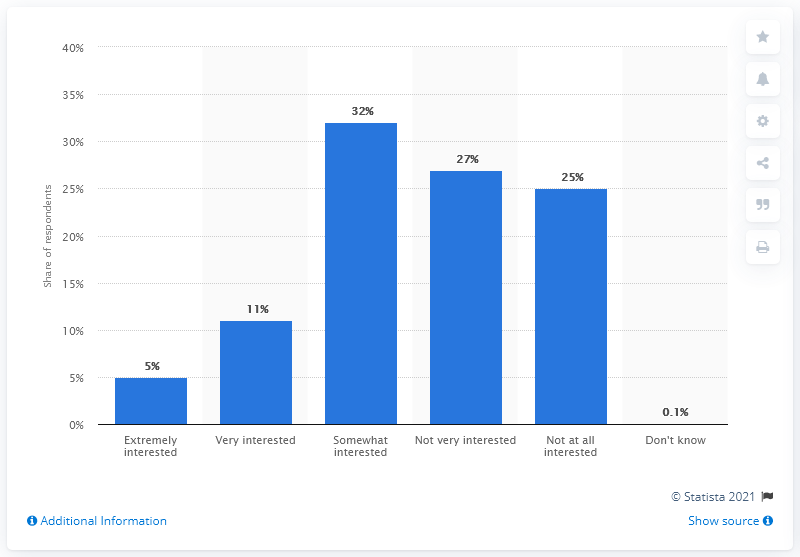 40%
35%
30%
25%
20%
15%
10%
5%
0%
Share of respondents
5%
11%
32%
27%
25%
0.1%
Extremely
interested
Very interested
Somewhat
interested
Not very interested
Not at all
interested
Don't know
© Statista 2021
Additional Information
Show source